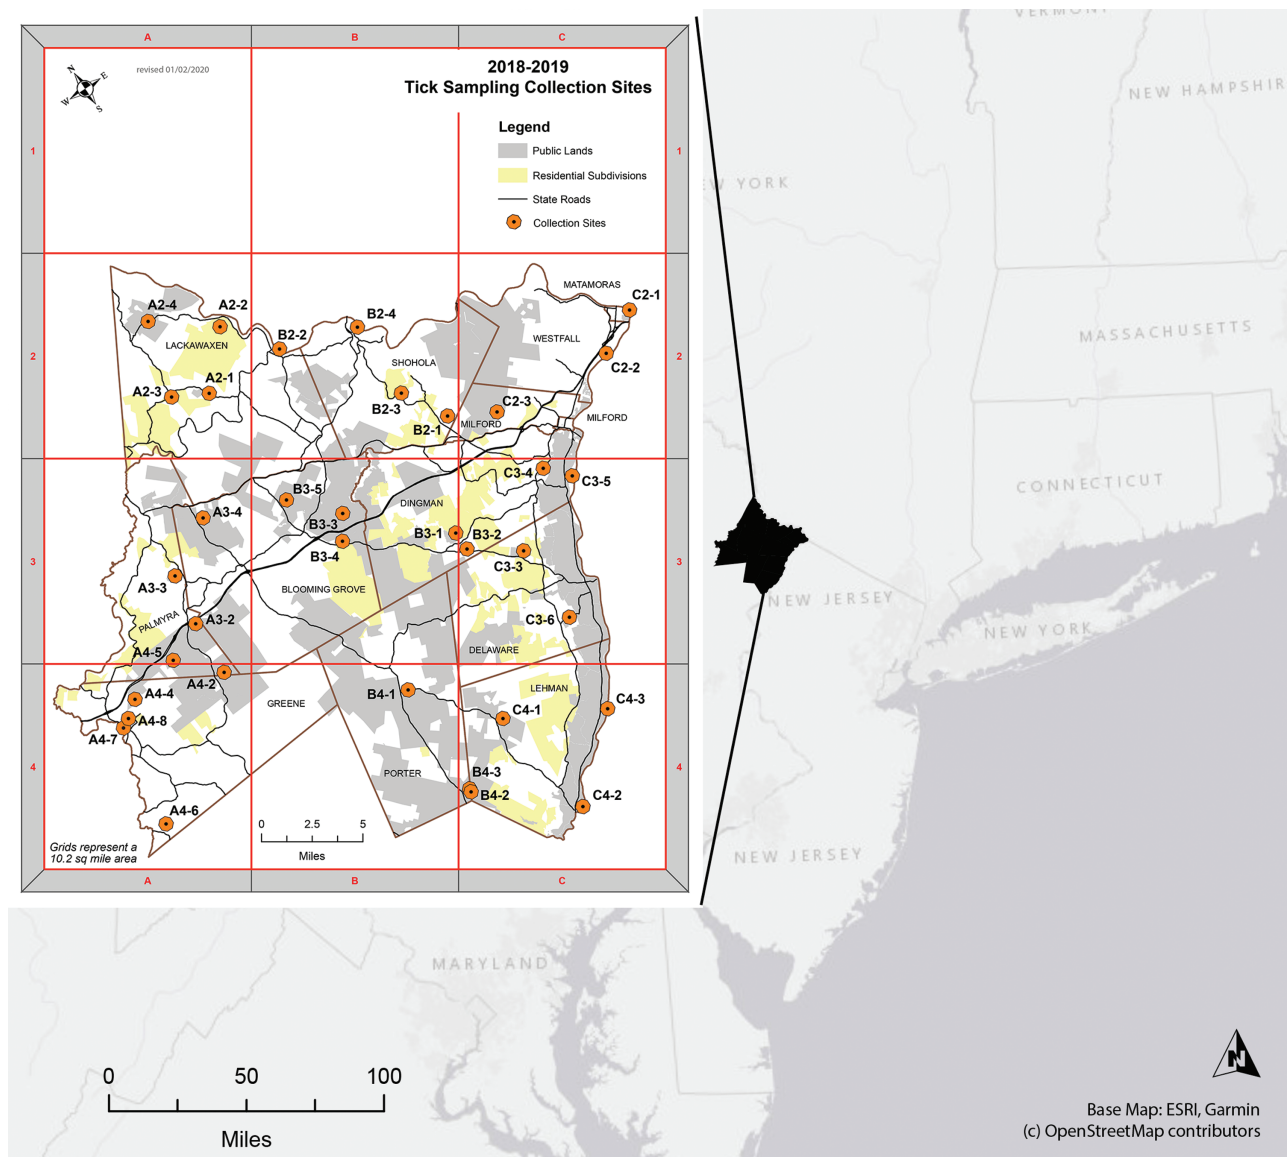 VERMONT
NEW HAMPSHIR
EW YORK
MASSACHUSETTS
CONNECTICUT
NEW JERSEY
NEW YORK
NEW JERSEY
MARYLAND
A B C
revised 01/02/2020
N
E
W
S
2018-2019
Tick Sampling Collection Sites
Legend
Public Lands
Residential Subdivisions
State Roads
Collection Sites
1 1
2 2
3 3
4 4
MATAMORAS
C2-1
A2-4
A2-2
B2-4
B2-2
WESTFALL
LACKAWAXEN
SHOHOLA
C2-2
A2-3
A2-1
B2-3
C2-3
B2-1
MILFORD
MILFORD
C3-4
C3-5
B3-5
A3-4
DINGMAN
B3-3
B3-1
B3-2
B3-4
C3-3
A3-3
BLOOMING GROVE
PALMYRA
A3-2
C3-6
A4-5
DELAWARE
A4-2
A4-4
B4-1
LEHMAN
GREENE
C4-1
C4-3
A4-8
A4-7
PORTER
B4-3
B4-2
C4-2
A4-6
0 2.5 5
Miles
Grids represent a
10.2 sq mile area
A B C
0 50 100
Miles
N
Base Map: ESRI, Garmin
(c) OpenStreetMap contributors